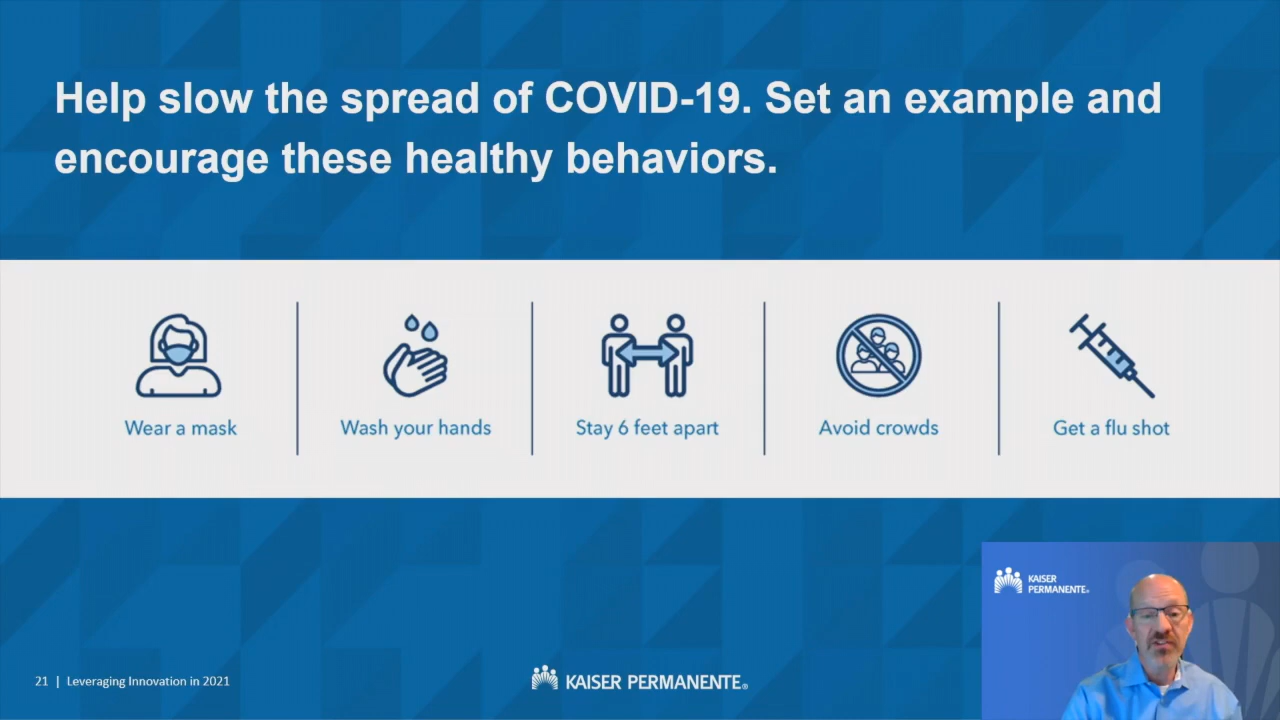 Help slow the spread of COVID-19. Set an example and
encourage these healthy behaviors.
Wear a mask
Wash your hands
Stay 6 feet apart
Avoid crowds
Get a flu shot
KAISER
PERMANENTE®
21 | Leveraging Innovation in 2021
KAISER PERMANENTE®